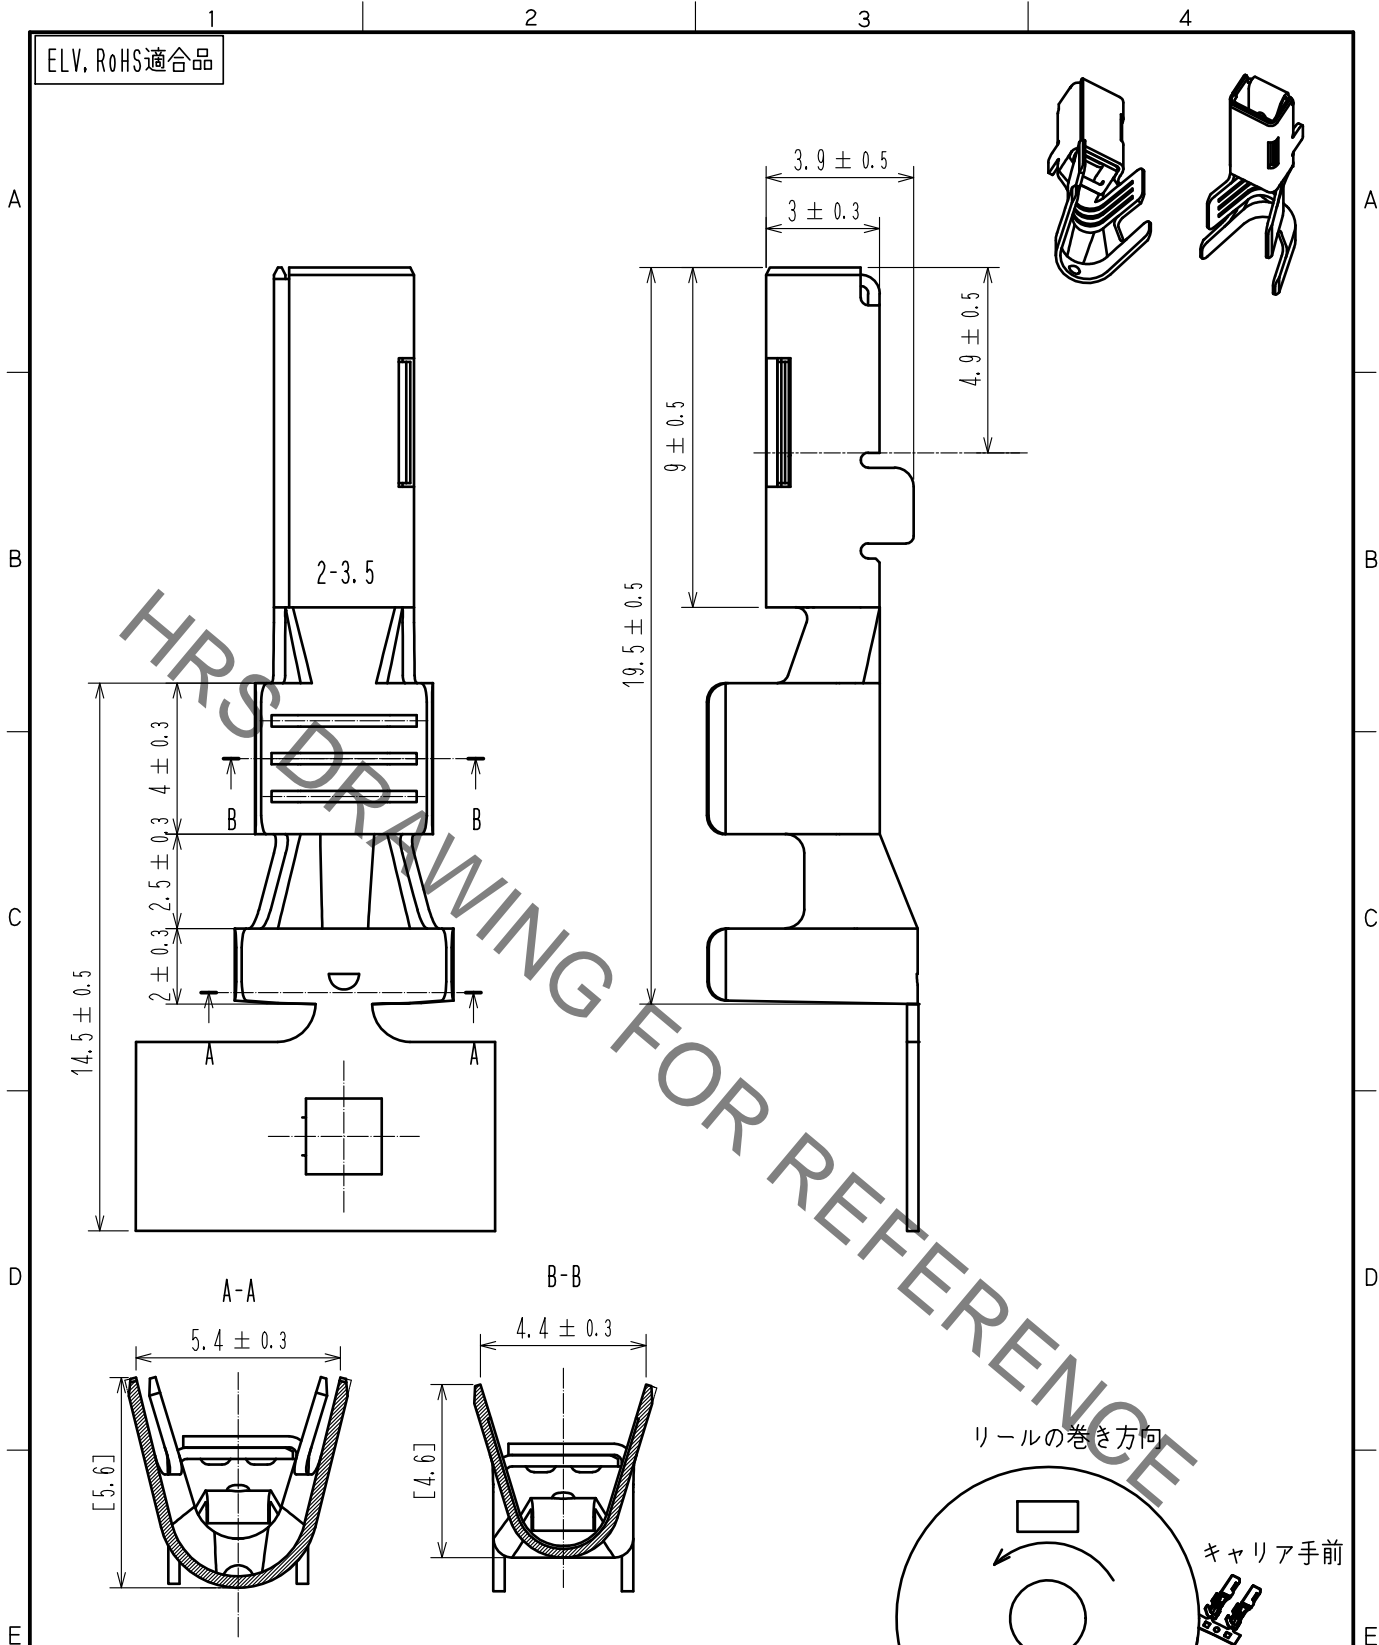 1
2
3
4
ELV, RoHS適合品
3.9 ± 0.5
3 ± 0.3
A
A
4.9 ± 0.5
9 ± 0.5
B
2-3.5
B
19.5 ± 0.5
4 ± 0.3
B
B
2.5 ± 0.3
C
C
2 ± 0.3
14.5 ± 0.5
A
A
HRS DRAWING FOR REFERENCE
D
A-A
B-B
D
5.4 ± 0.3
4.4 ± 0.3
[5.6]
[4.6]
リールの巻き方向
キャリア手前
E
E